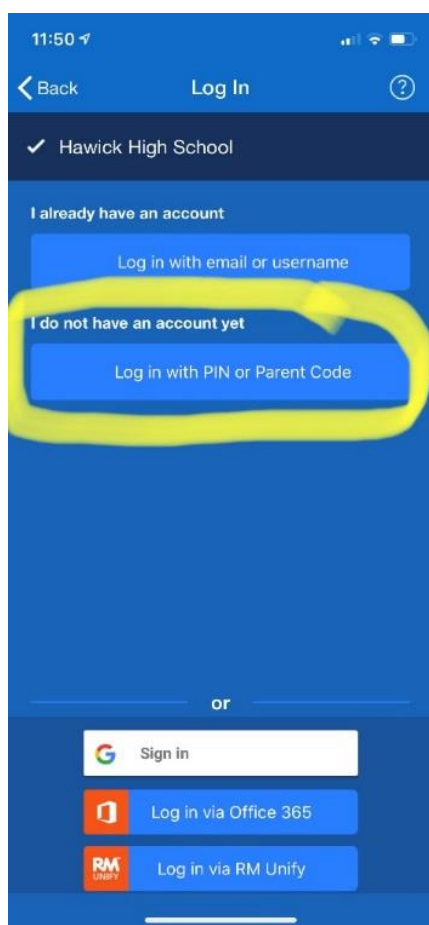 11:50
Back
Log In
?
Hawick High School
I already have an account
Log in with email or username
I do not have an account yet
Log in with PIN or Parent Code
or
G Sign in
Log in via Office 365
RM UNIFY Log in via RM Unify